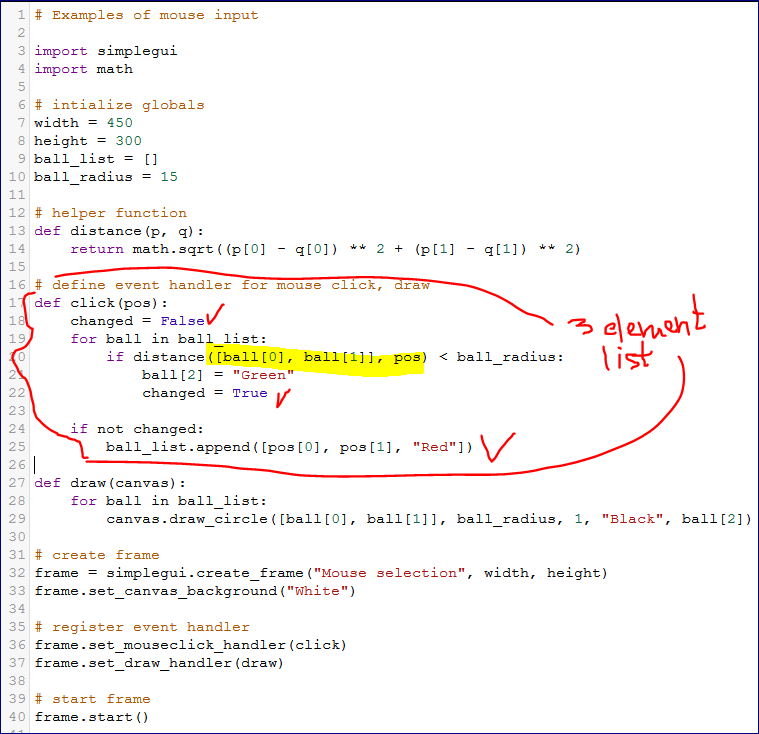 1 # Examples of mouse input
2
3 import simplegui
4 import math
5
6 # intialize globals
7 width = 450
8 height = 300
9 ball_list = []
10 ball_radius = 15
11
12 # helper function
13 def distance(p, q):
14     return math.sqrt((p[0] - q[0]) ** 2 + (p[1] - q[1]) ** 2)
15
16 # define event handler for mouse click, draw
17 def click(pos):
18     changed = False
19     for ball in ball_list:
20         if distance([ball[0], ball[1]], pos) < ball_radius:
21             ball[2] = "Green"
22             changed = True
23
24     if not changed:
25         ball_list.append([pos[0], pos[1], "Red"])
3 element
list
26
27 def draw(canvas):
28     for ball in ball_list:
29         canvas.draw_circle([ball[0], ball[1]], ball_radius, 1, "Black", ball[2])
30
31 # create frame
32 frame = simplegui.create_frame("Mouse selection", width, height)
33 frame.set_canvas_background("White")
34
35 # register event handler
36 frame.set_mouseclick_handler(click)
37 frame.set_draw_handler(draw)
38
39 # start frame
40 frame.start()